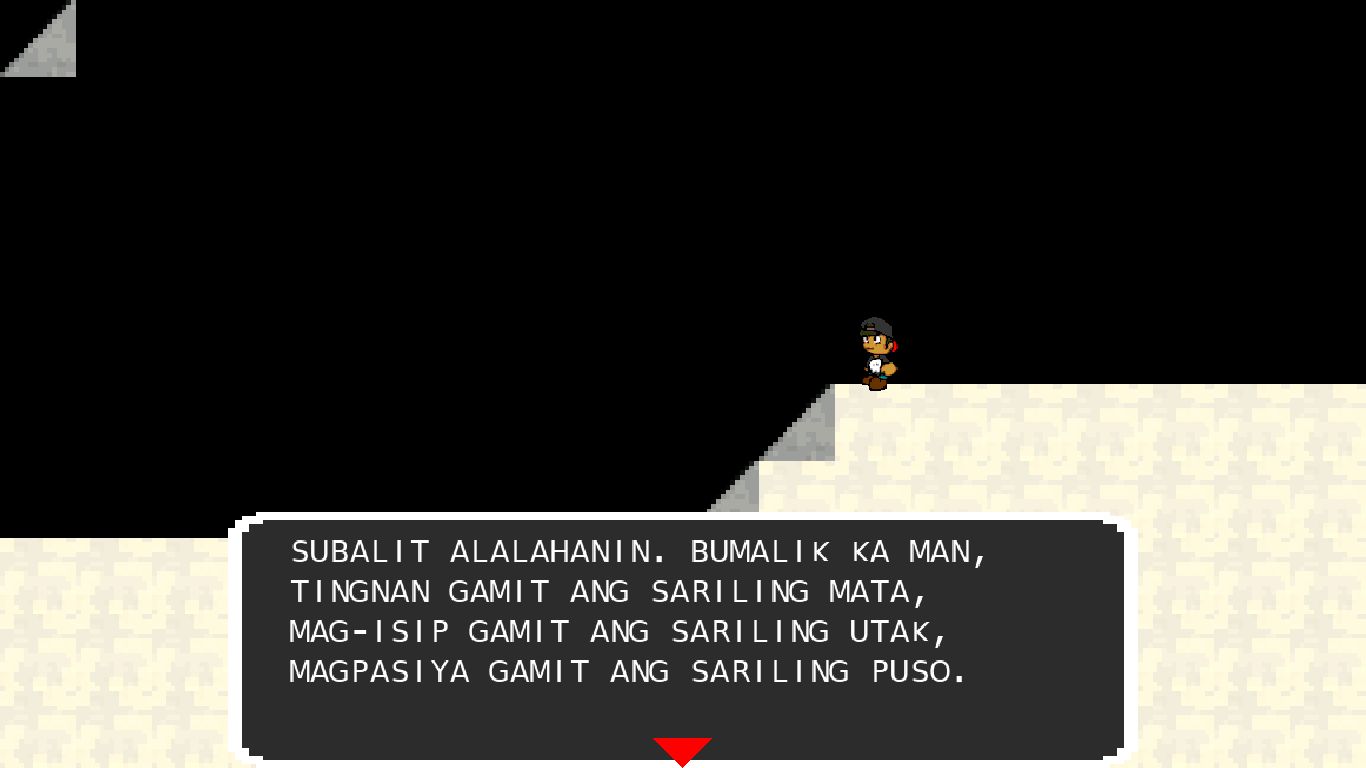 SUBALIT ALALAHANIN. BUMALIK KA MAN,
TINGNAN GAMIT ANG SARILING MATA,
MAG-ISIP GAMIT ANG SARILING UTAK,
MAGPASIYA GAMIT ANG SARILING PUSO.